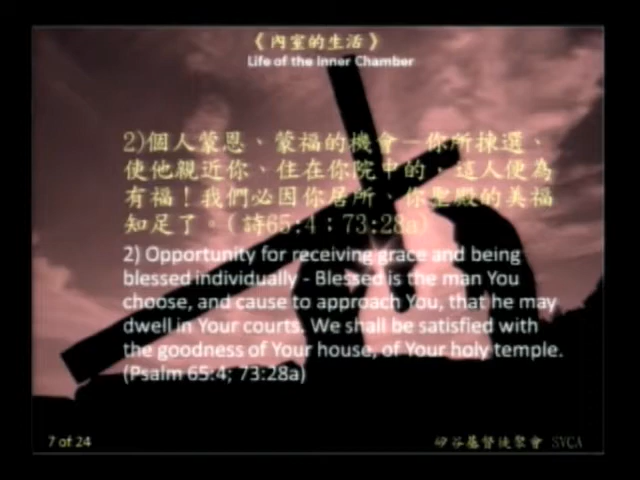 《內室的生活》
Life of the Inner Chamber
2)個人蒙恩、蒙福的機會－你所揀選、
使他親近你、住在你院中的，這人便為
有福！我們必因你居所、你聖殿的美福
知足了。(詩65:4；73:28a)
2) Opportunity for receiving grace and being
blessed individually - Blessed is the man You
choose, and cause to approach You, that he may
dwell in Your courts. We shall be satisfied with
the goodness of Your house, of Your holy temple.
(Psalm 65:4; 73:28a)
7 of 24
矽谷基督徒聚會 SVCA